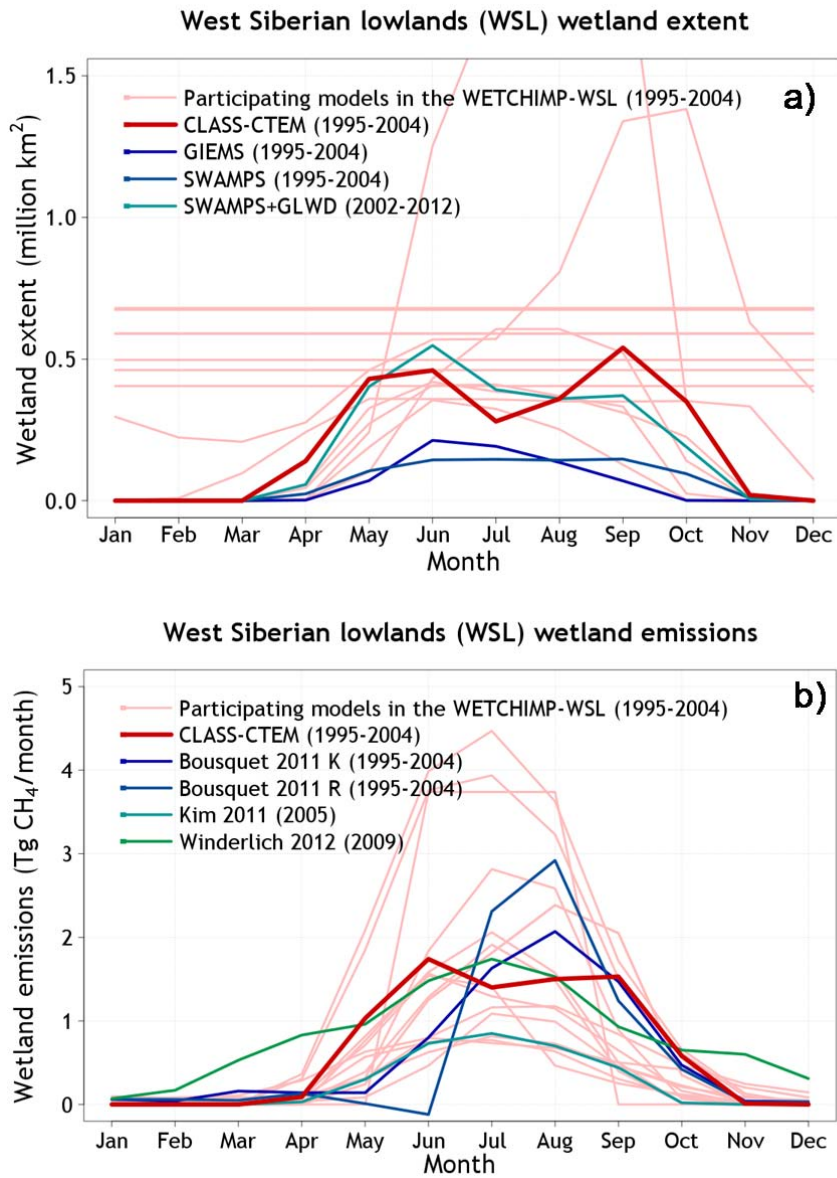 West Siberian lowlands (WSL) wetland extent
a)
Participating models in the WETCHIMP-WSL (1995-2004)
CLASS-CTEM (1995-2004)
GIEMS (1995-2004)
SWAMPS (1995-2004)
SWAMPS+GLWD (2002-2012)
Wetland extent (million km²)
1.5
1.0
0.5
0.0
Jan Feb Mar Apr May Jun Jul Aug Sep Oct Nov Dec
Month
West Siberian lowlands (WSL) wetland emissions
b)
Participating models in the WETCHIMP-WSL (1995-2004)
CLASS-CTEM (1995-2004)
Bousquet 2011 K (1995-2004)
Bousquet 2011 R (1995-2004)
Kim 2011 (2005)
Winderlich 2012 (2009)
Wetland emissions (Tg CH₄/month)
5
4
3
2
1
0
Jan Feb Mar Apr May Jun Jul Aug Sep Oct Nov Dec
Month